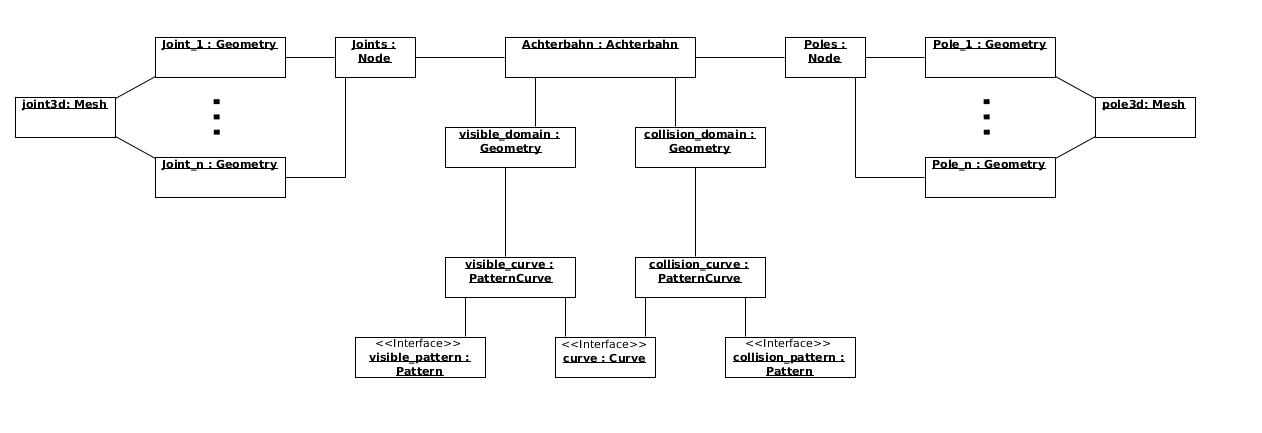 Joint_1 : Geometry
Joints :
Node
Achterbahn : Achterbahn
Poles :
Node
Pole_1 : Geometry
joint3d: Mesh
pole3d: Mesh
visible_domain :
Geometry
collision_domain :
Geometry
Joint_n : Geometry
Pole_n : Geometry
visible_curve :
PatternCurve
collision_curve :
PatternCurve
<<Interface>>
visible_pattern :
Pattern
<<Interface>>
curve : Curve
<<Interface>>
collision_pattern :
Pattern